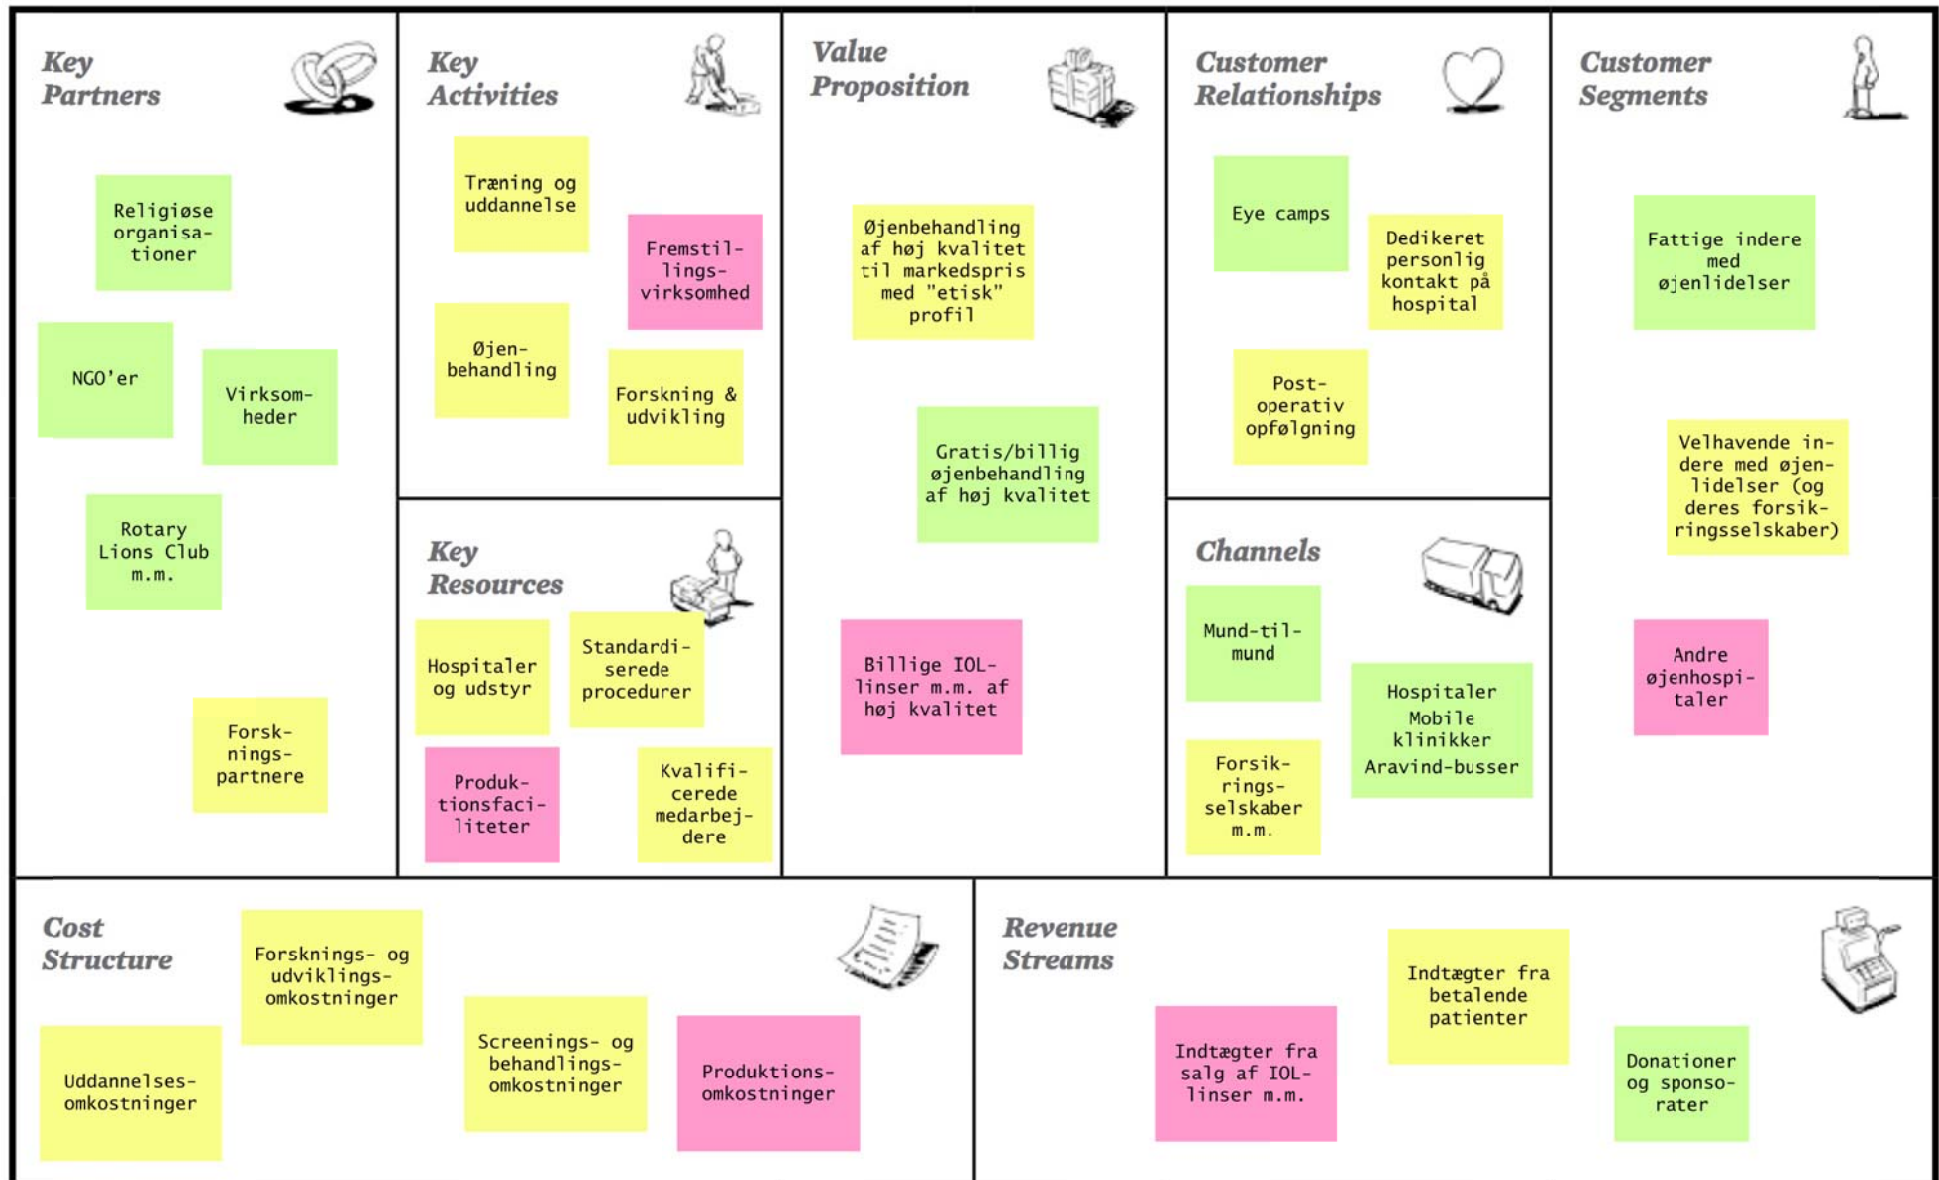 Key
Partners
Religiøse
organisa-
tioner
NGO'er
Virksom-
heder
Rotary
Lions Club
m.m.
Forsk-
nings-
partnere
Key
Activities
Træning og
uddannelse
Fremstil-
lings-
virksomhed
Øjen-
behandling
Forskning &
udvikling
Key
Resources
Hospitaler
og udstyr
Standardi-
serede
procedurer
Produk-
tionsfaci-
liteter
Kvalifi-
cerede
medarbej-
dere
Value
Proposition
Øjenbehandling
af høj kvalitet
til markedspris
med "etisk"
profil
Gratis/billig
øjenbehandling
af høj kvalitet
Billige IOL-
linser m.m. af
høj kvalitet
Customer
Relationships
Eye camps
Dedikeret
personlig
kontakt på
hospital
Post-
operativ
opfølgning
Channels
Mund-til-
mund
Hospitaler
Mobile
klinikker
Aravind-busser
Forsik-
rings-
selskaber
m.m.
Customer
Segments
Fattige indere
med
øjenlidelser
Velhavende in-
dere med øjen-
lidelser (og
deres forsik-
ringsselskaber)
Andre
øjenhospi-
taler
Cost
Structure
Forsknings- og
udviklings-
omkostninger
Uddannelses-
omkostninger
Screenings- og
behandlings-
omkostninger
Produktions-
omkostninger
Revenue
Streams
Indtægter fra
salg af IOL-
linser m.m.
Indtægter fra
betalende
patienter
Donationer
og sponso-
rater